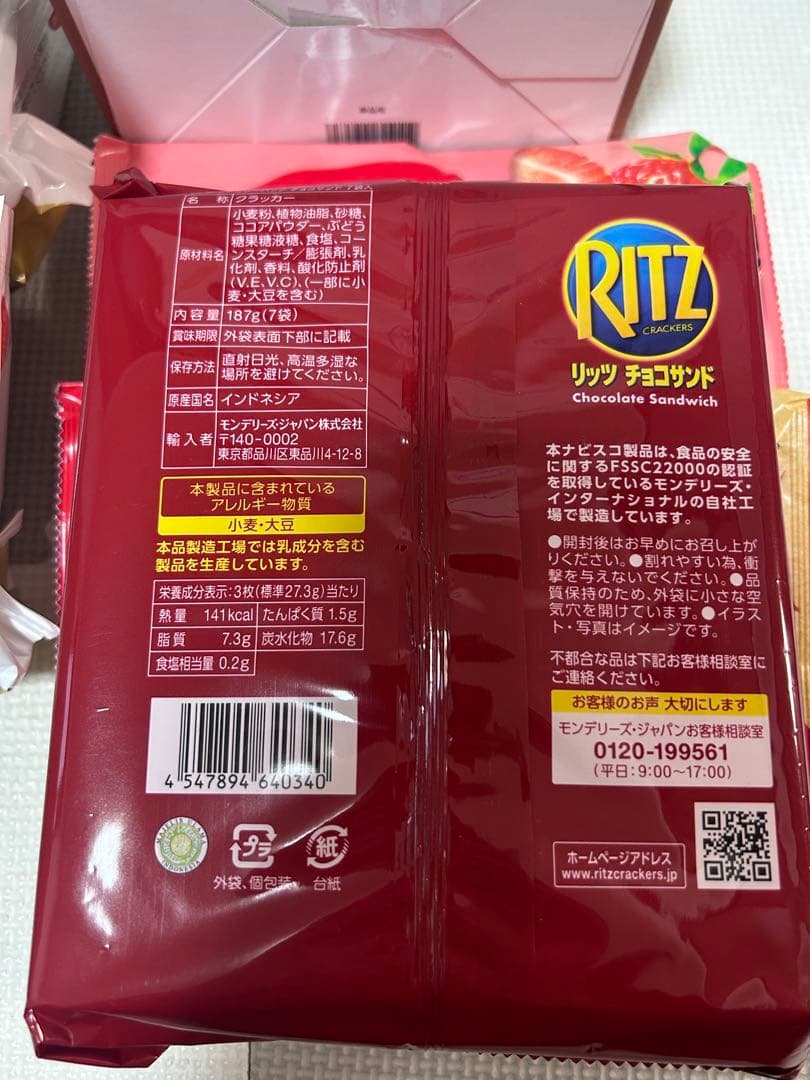 名 称 クラッカー
原材料名
小麦粉、植物油脂、砂糖、
ココアパウダー、ぶどう
糖果糖液糖、食塩、コー
ンスターチ／膨張剤、乳
化剤、香料、酸化防止剤
(V.E,V.C)、(一部に小
麦・大豆を含む)
内容量 187g(7袋)
賞味期限 外袋表面下部に記載
保存方法 直射日光、高温多湿な
場所を避けてください。
原産国名 インドネシア
輸入者 モンデリーズ・ジャパン株式会社
〒140-0002
東京都品川区東品川4-12-8
本製品に含まれている
アレルギー物質
小麦・大豆
本品製造工場では乳成分を含む
製品を生産しています。
栄養成分表示:3枚(標準27.3g)当たり
熱量 141kcal たんぱく質 1.5g
脂質 7.3g 炭水化物 17.6g
食塩相当量 0.2g
4 547894 640340
MAJELIS ULAMA
INDONESIA
プラ 紙
外袋、個包装 台紙
RITZ
CRACKERS
リッツ チョコサンド
Chocolate Sandwich
本ナビスコ製品は、食品の安全
に関するFSSC22000の認証
を取得しているモンデリーズ・
インターナショナルの自社工
場で製造しています。
●開封後はお早めにお召し上が
りください。●割れやすい為、衝
撃を与えないでください。●品
質保持のため、外袋に小さな空
気穴を開けています。●イラス
ト・写真はイメージです。
不都合な品は下記お客様相談室に
ご連絡ください。
お客様のお声 大切にします
モンデリーズ・ジャパンお客様相談室
0120-199561
(平日:9:00〜17:00)
ホームページアドレス
www.ritzcrackers.jp